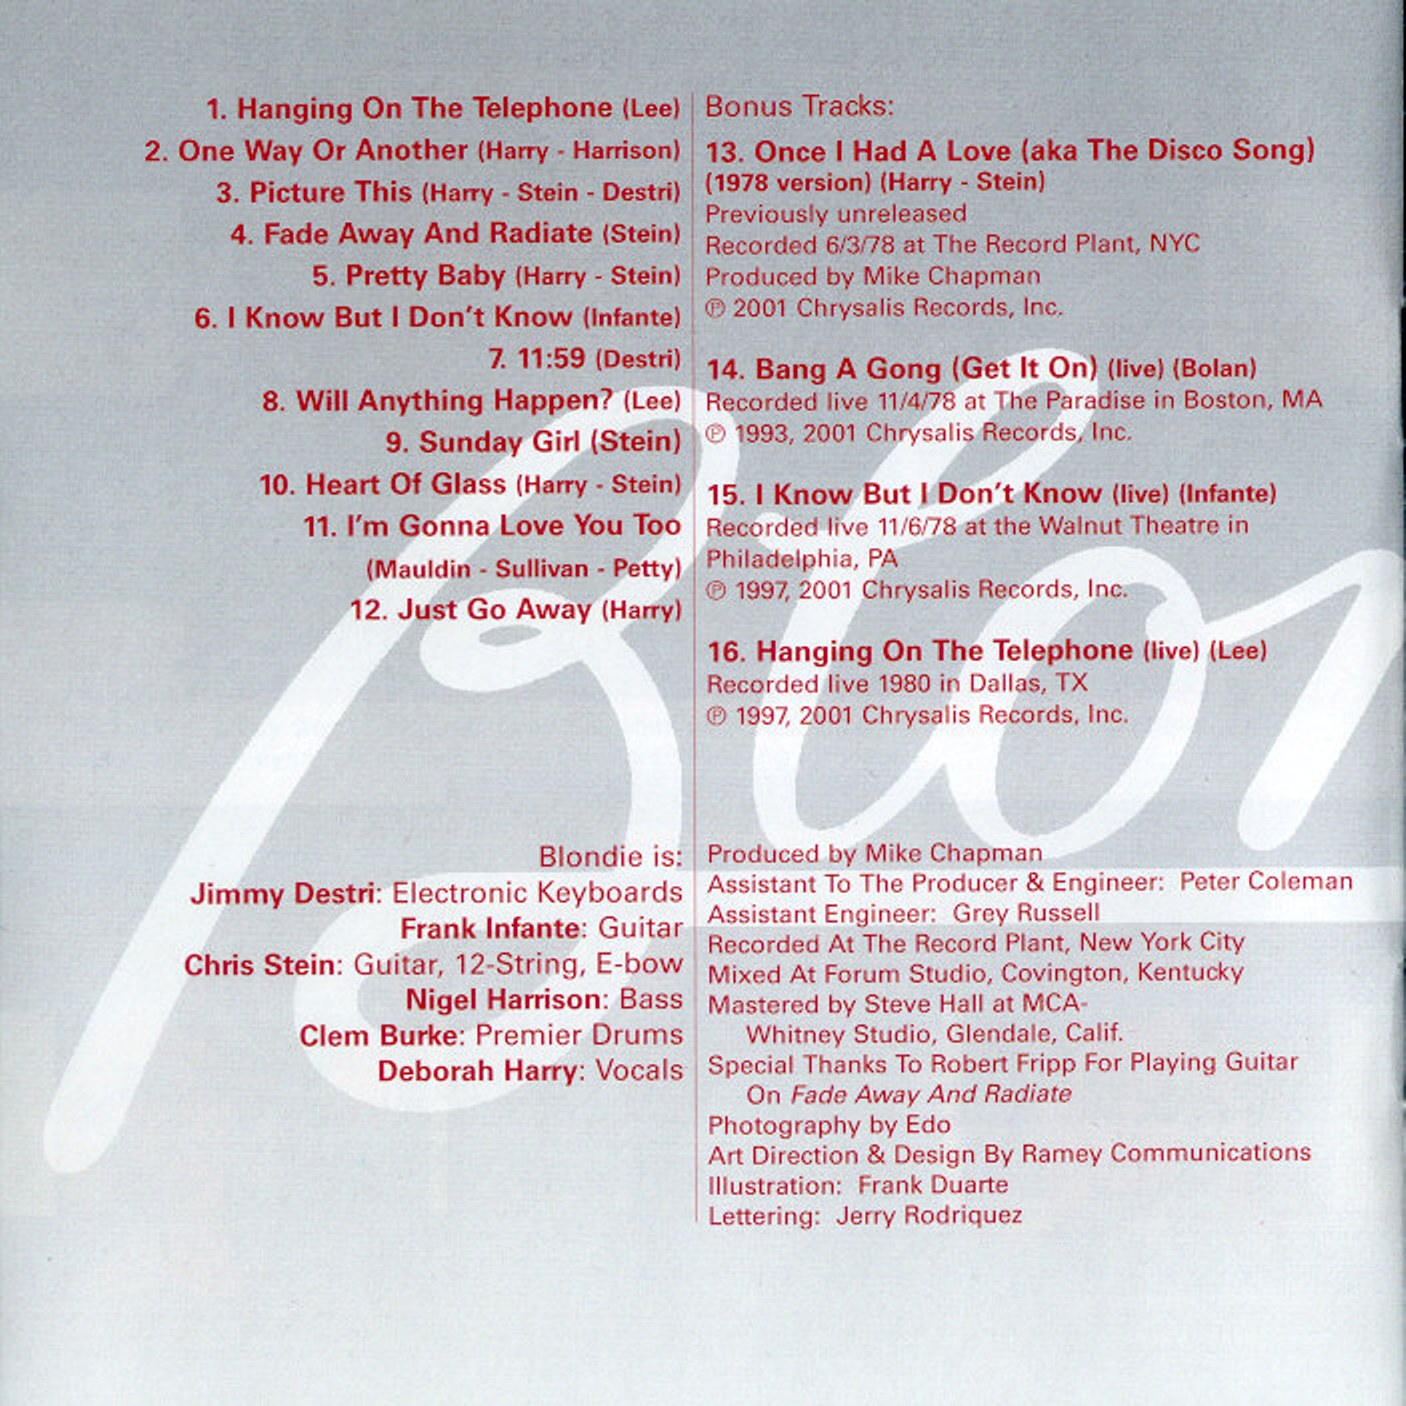 1. Hanging On The Telephone (Lee)
2. One Way Or Another (Harry - Harrison)
3. Picture This (Harry - Stein - Destri)
4. Fade Away And Radiate (Stein)
5. Pretty Baby (Harry - Stein)
6. I Know But I Don't Know (Infante)
7. 11:59 (Destri)
8. Will Anything Happen? (Lee)
9. Sunday Girl (Stein)
10. Heart Of Glass (Harry - Stein)
11. I'm Gonna Love You Too
(Mauldin - Sullivan - Petty)
12. Just Go Away (Harry)
Bonus Tracks:
13. Once I Had A Love (aka The Disco Song)
(1978 version) (Harry - Stein)
Previously unreleased
Recorded 6/3/78 at The Record Plant, NYC
Produced by Mike Chapman
℗ 2001 Chrysalis Records, Inc.
14. Bang A Gong (Get It On) (live) (Bolan)
Recorded live 11/4/78 at The Paradise in Boston, MA
℗ 1993, 2001 Chrysalis Records, Inc.
15. I Know But I Don't Know (live) (Infante)
Recorded live 11/6/78 at the Walnut Theatre in
Philadelphia, PA
℗ 1997, 2001 Chrysalis Records, Inc.
16. Hanging On The Telephone (live) (Lee)
Recorded live 1980 in Dallas, TX
℗ 1997, 2001 Chrysalis Records, Inc.
Blondie is:
Jimmy Destri: Electronic Keyboards
Frank Infante: Guitar
Chris Stein: Guitar, 12-String, E-bow
Nigel Harrison: Bass
Clem Burke: Premier Drums
Deborah Harry: Vocals
Produced by Mike Chapman
Assistant To The Producer & Engineer: Peter Coleman
Assistant Engineer: Grey Russell
Recorded At The Record Plant, New York City
Mixed At Forum Studio, Covington, Kentucky
Mastered by Steve Hall at MCA-
Whitney Studio, Glendale, Calif.
Special Thanks To Robert Fripp For Playing Guitar
On Fade Away And Radiate
Photography by Edo
Art Direction & Design By Ramey Communications
Illustration: Frank Duarte
Lettering: Jerry Rodriquez
Blon